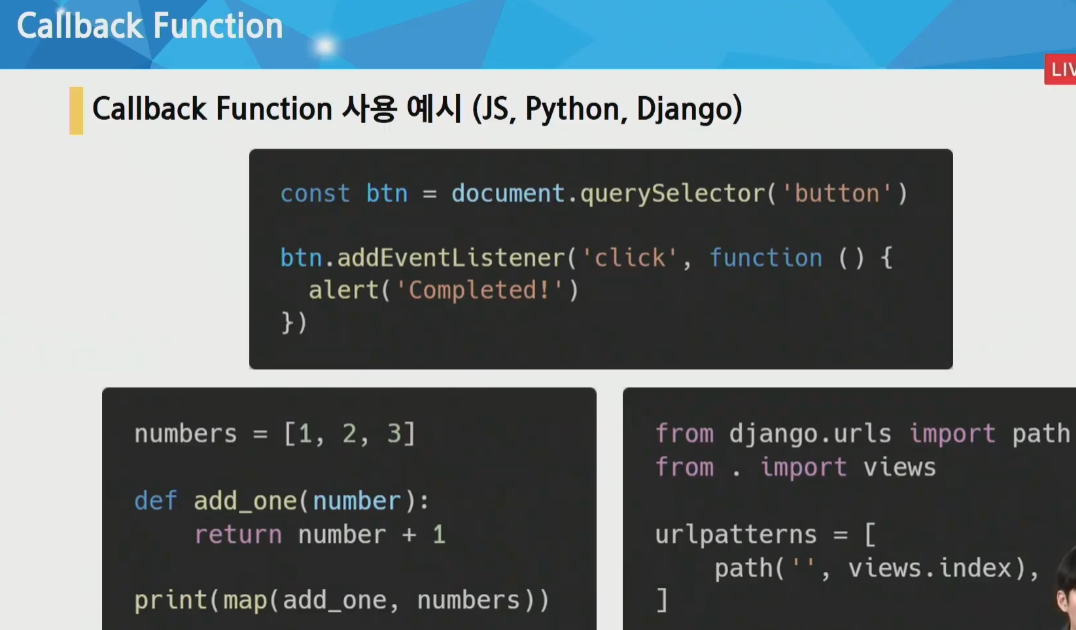 Callback Function
LIV
Callback Function 사용 예시 (JS, Python, Django)
const btn = document.querySelector('button')
btn.addEventListener('click', function () {
  alert('Completed!')
})
numbers = [1, 2, 3]
def add_one(number):
    return number + 1
print(map(add_one, numbers))
from django.urls import path
from . import views
urlpatterns = [
    path('', views.index),
]